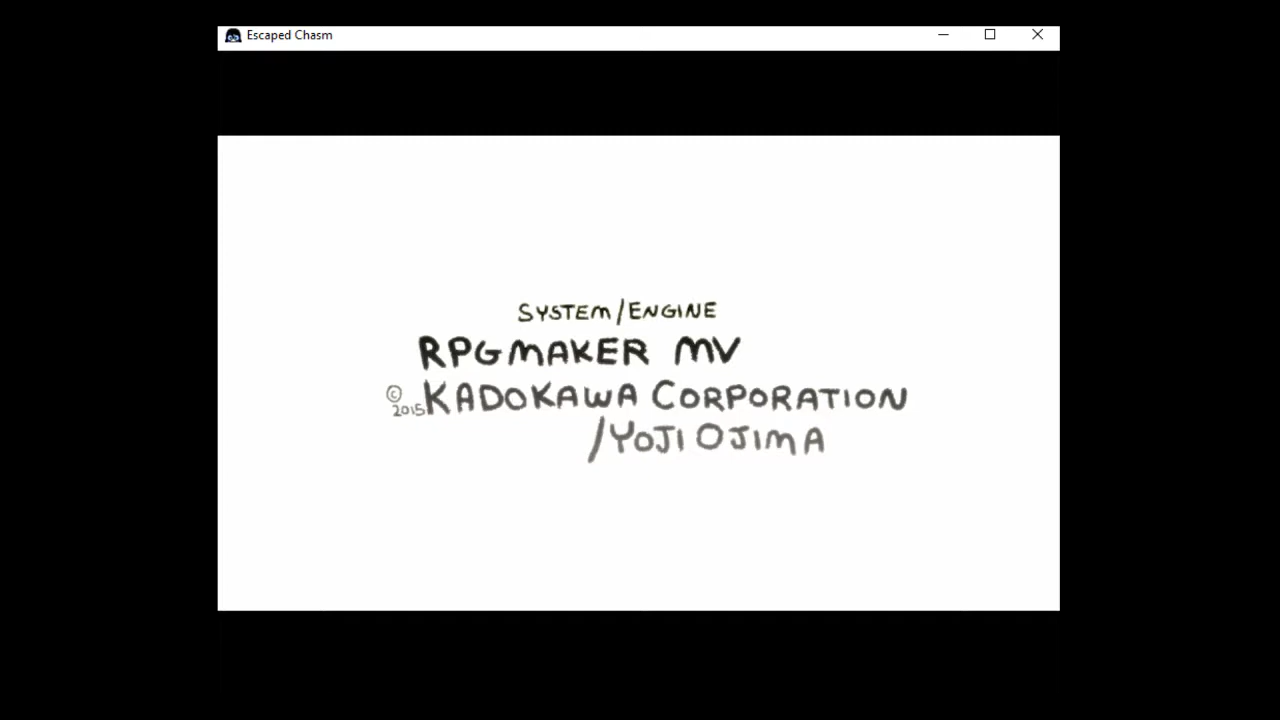 Escaped Chasm
SYSTEM/ENGINE
RPGMAKER MV
© 2015 KADOKAWA CORPORATION
/YOJI OJIMA